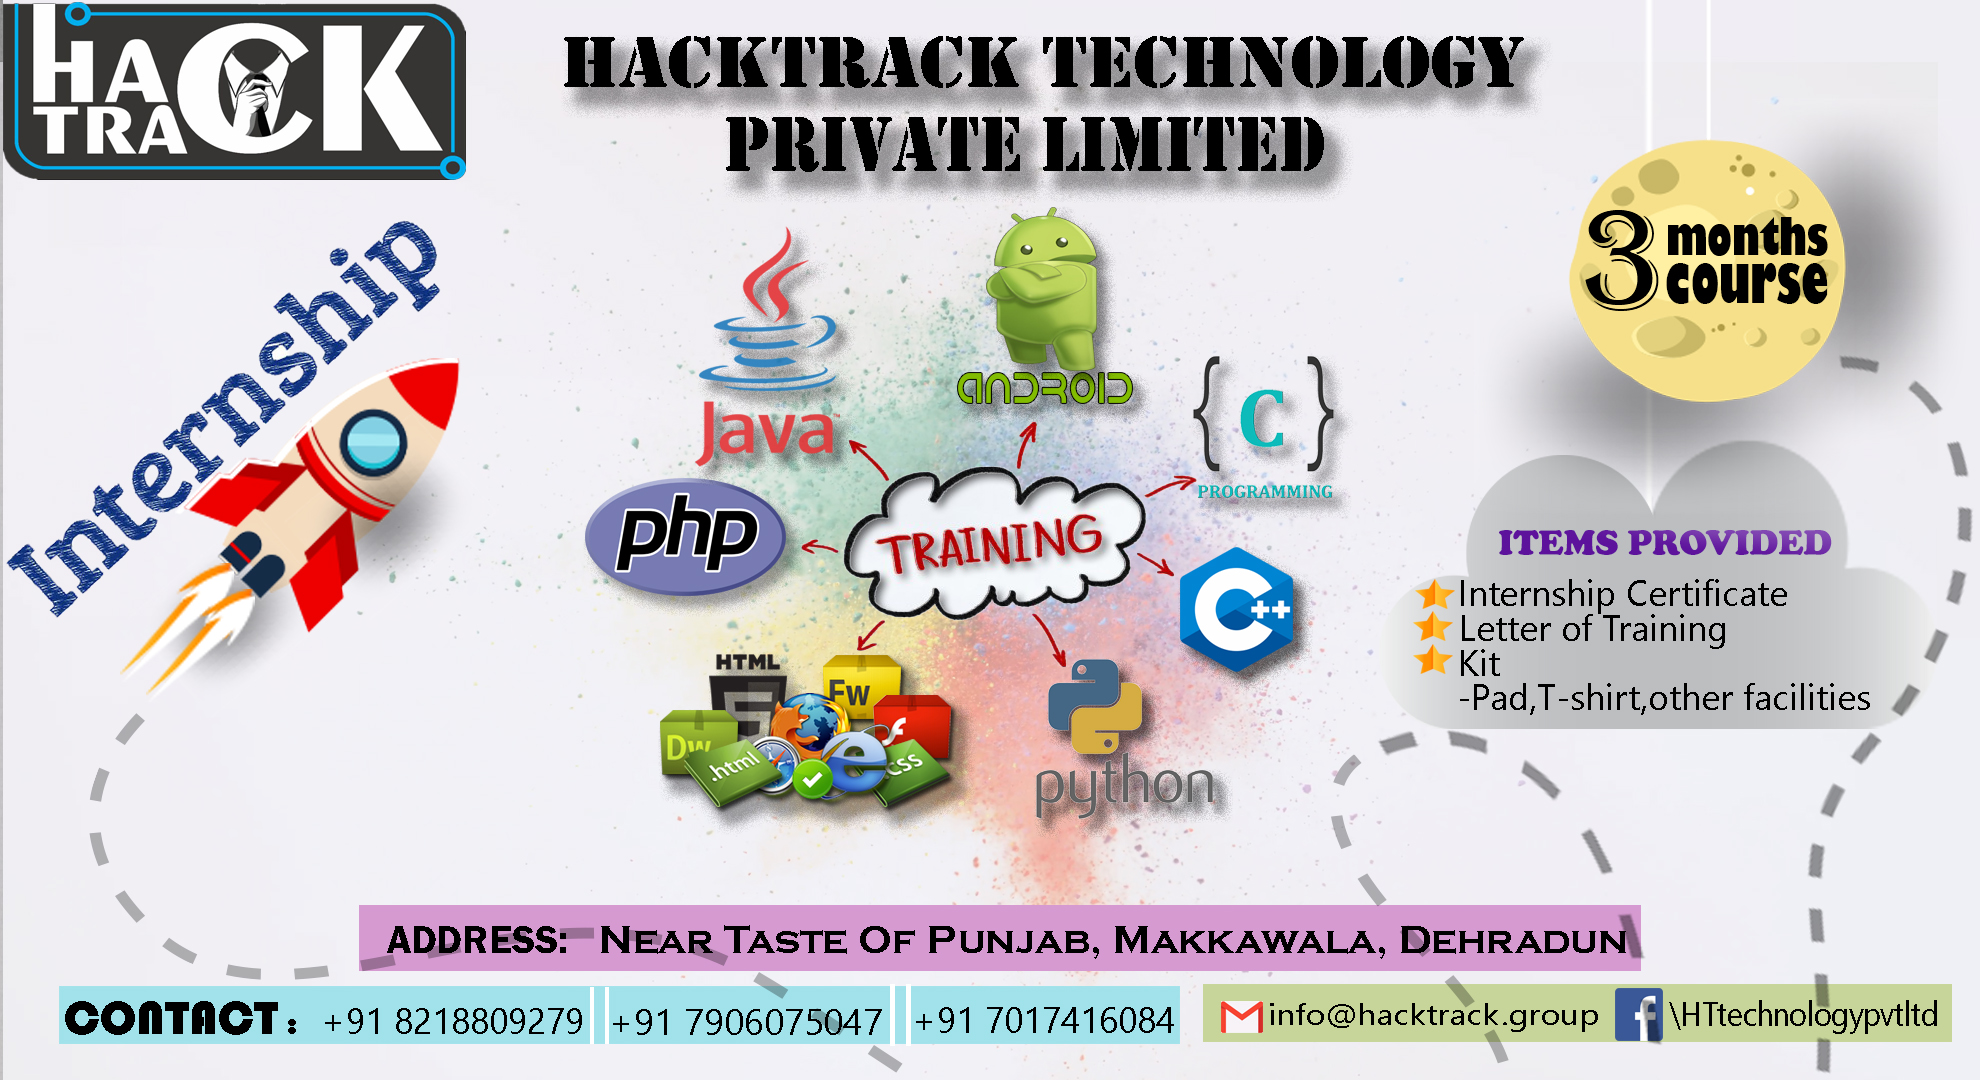 HACK
TRACK
HACKTRACK TECHNOLOGY
PRIVATE LIMITED
Internship
3 months
course
Java™
ANDROID
{C}
PROGRAMMING
php
TRAINING
C++
HTML
5
Fw
Dw
f
.html
e
css
python
ITEMS PROVIDED
Internship Certificate
Letter of Training
Kit
-Pad,T-shirt,other facilities
ADDRESS: NEAR TASTE OF PUNJAB, MAKKAWALA, DEHRADUN
CONTACT : +91 8218809279 +91 7906075047 +91 7017416084 info@hacktrack.group f \HTtechnologypvtltd